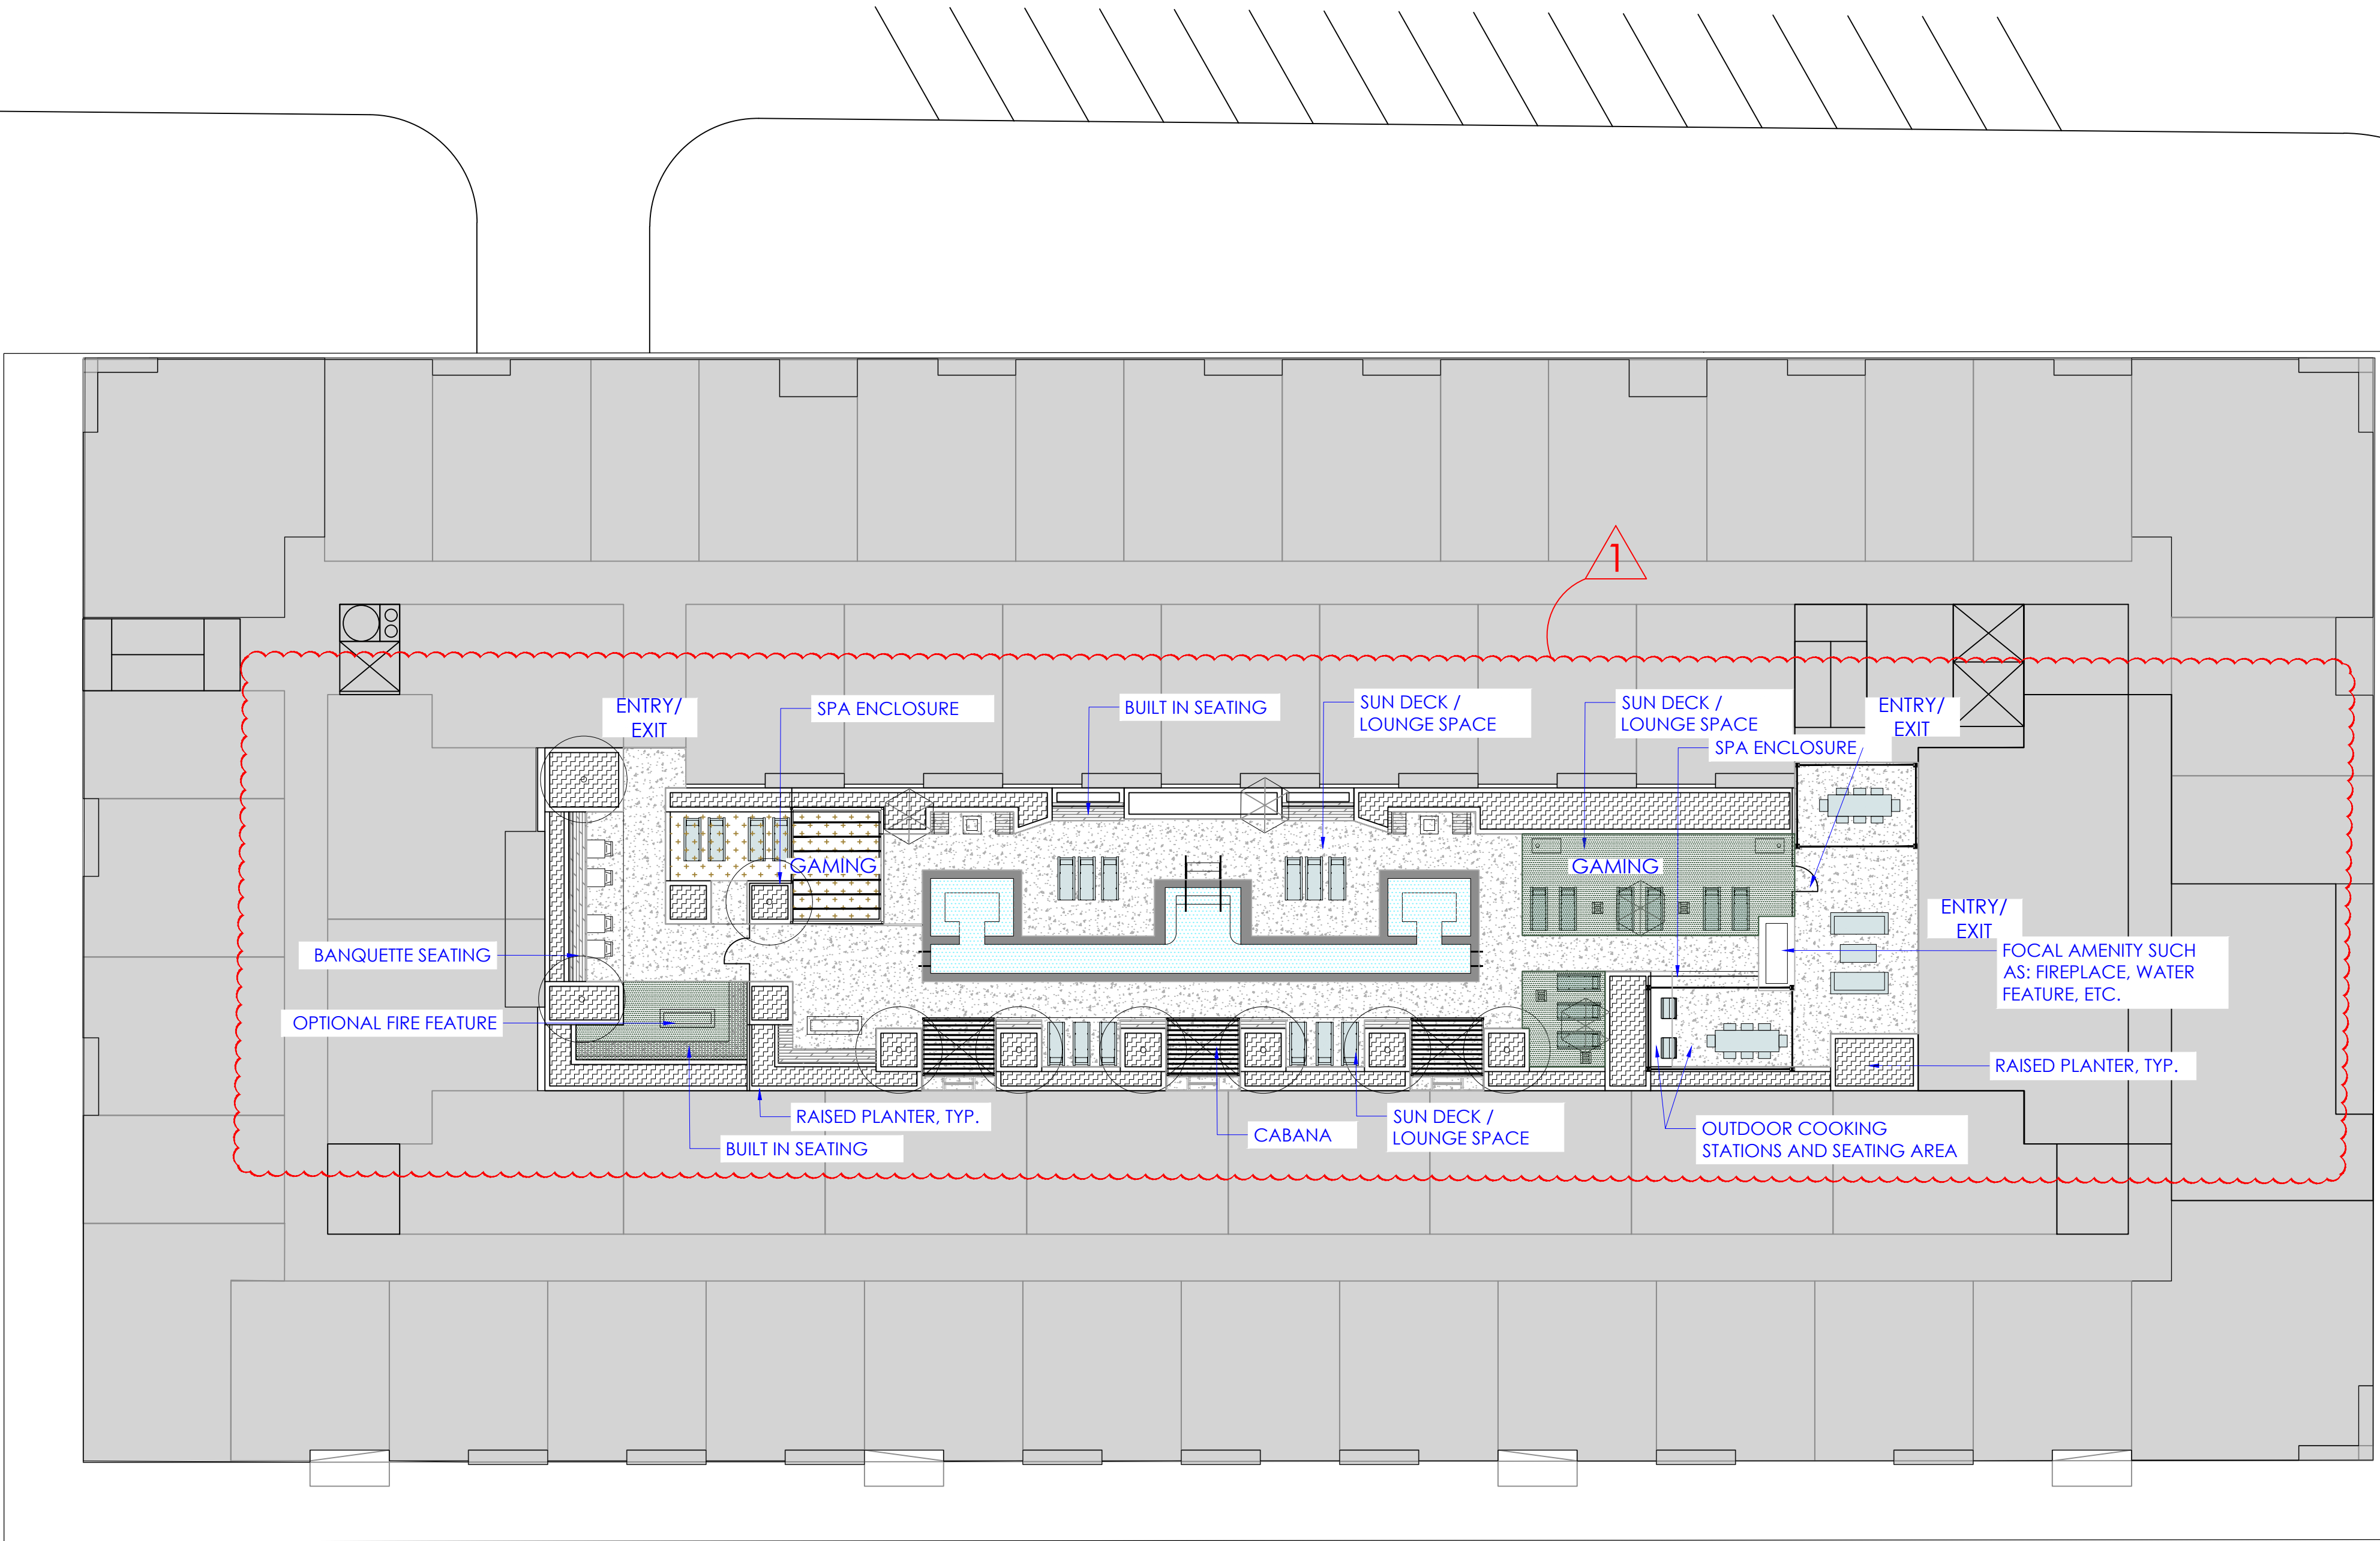 1
ENTRY/
EXIT
SPA ENCLOSURE
BUILT IN SEATING
SUN DECK /
LOUNGE SPACE
SUN DECK /
LOUNGE SPACE
ENTRY/
EXIT
SPA ENCLOSURE
GAMING
GAMING
ENTRY/
EXIT
BANQUETTE SEATING
FOCAL AMENITY SUCH
AS: FIREPLACE, WATER
FEATURE, ETC.
OPTIONAL FIRE FEATURE
RAISED PLANTER, TYP.
RAISED PLANTER, TYP.
BUILT IN SEATING
CABANA
SUN DECK /
LOUNGE SPACE
OUTDOOR COOKING
STATIONS AND SEATING AREA